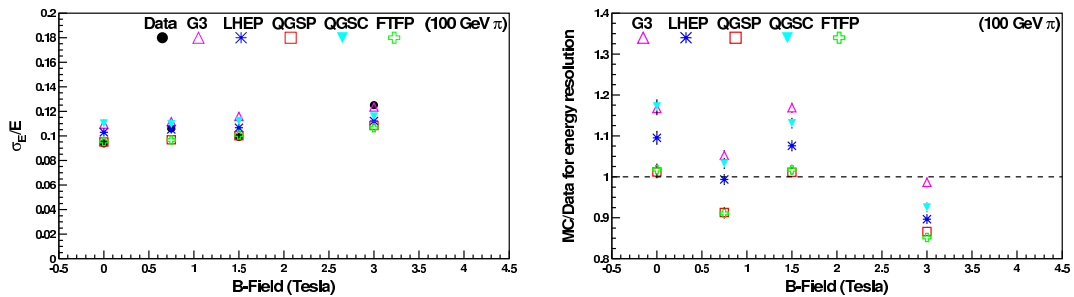 Data G3 LHEP QGSP QGSC FTFP (100 GeV π)
0.2
0.18
0.16
0.14
0.12
0.1
0.08
0.06
0.04
0.02
0
σE/E
-0.5 0 0.5 1 1.5 2 2.5 3 3.5 4 4.5
B-Field (Tesla)
G3 LHEP QGSP QGSC FTFP (100 GeV π)
1.4
1.3
1.2
1.1
1
0.9
0.8
MC/Data for energy resolution
-0.5 0 0.5 1 1.5 2 2.5 3 3.5 4 4.5
B-Field (Tesla)